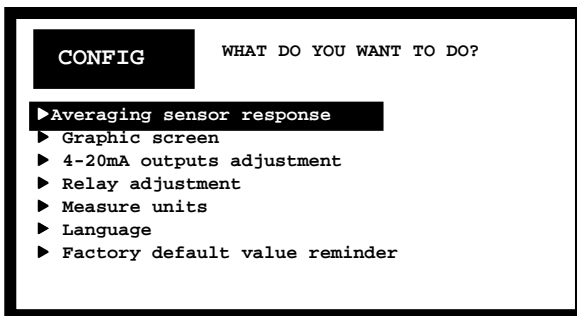 CONFIG
WHAT DO YOU WANT TO DO?
▶Averaging sensor response
▶ Graphic screen
▶ 4-20mA outputs adjustment
▶ Relay adjustment
▶ Measure units
▶ Language
▶ Factory default value reminder